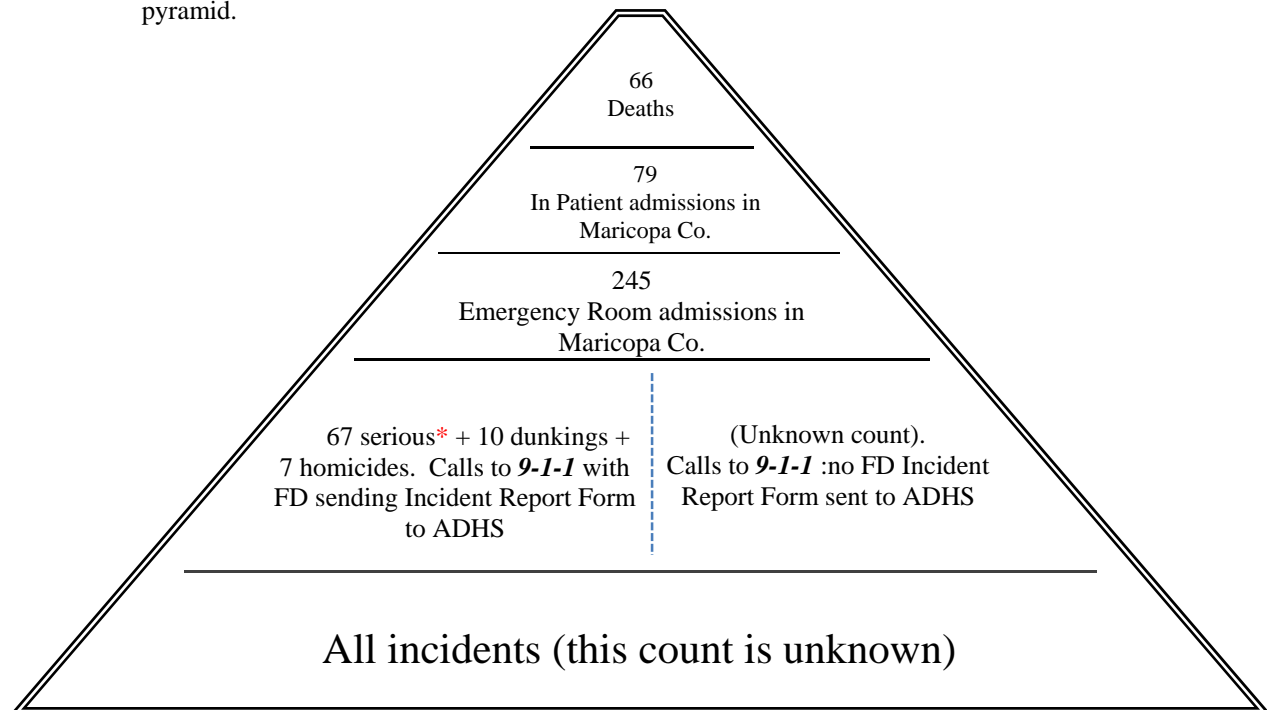 pyramid.
66
Deaths
79
In Patient admissions in
Maricopa Co.
245
Emergency Room admissions in
Maricopa Co.
67 serious* + 10 dunkings +
7 homicides.  Calls to 9-1-1 with
FD sending Incident Report Form
to ADHS
(Unknown count).
Calls to 9-1-1 :no FD Incident
Report Form sent to ADHS
All incidents (this count is unknown)